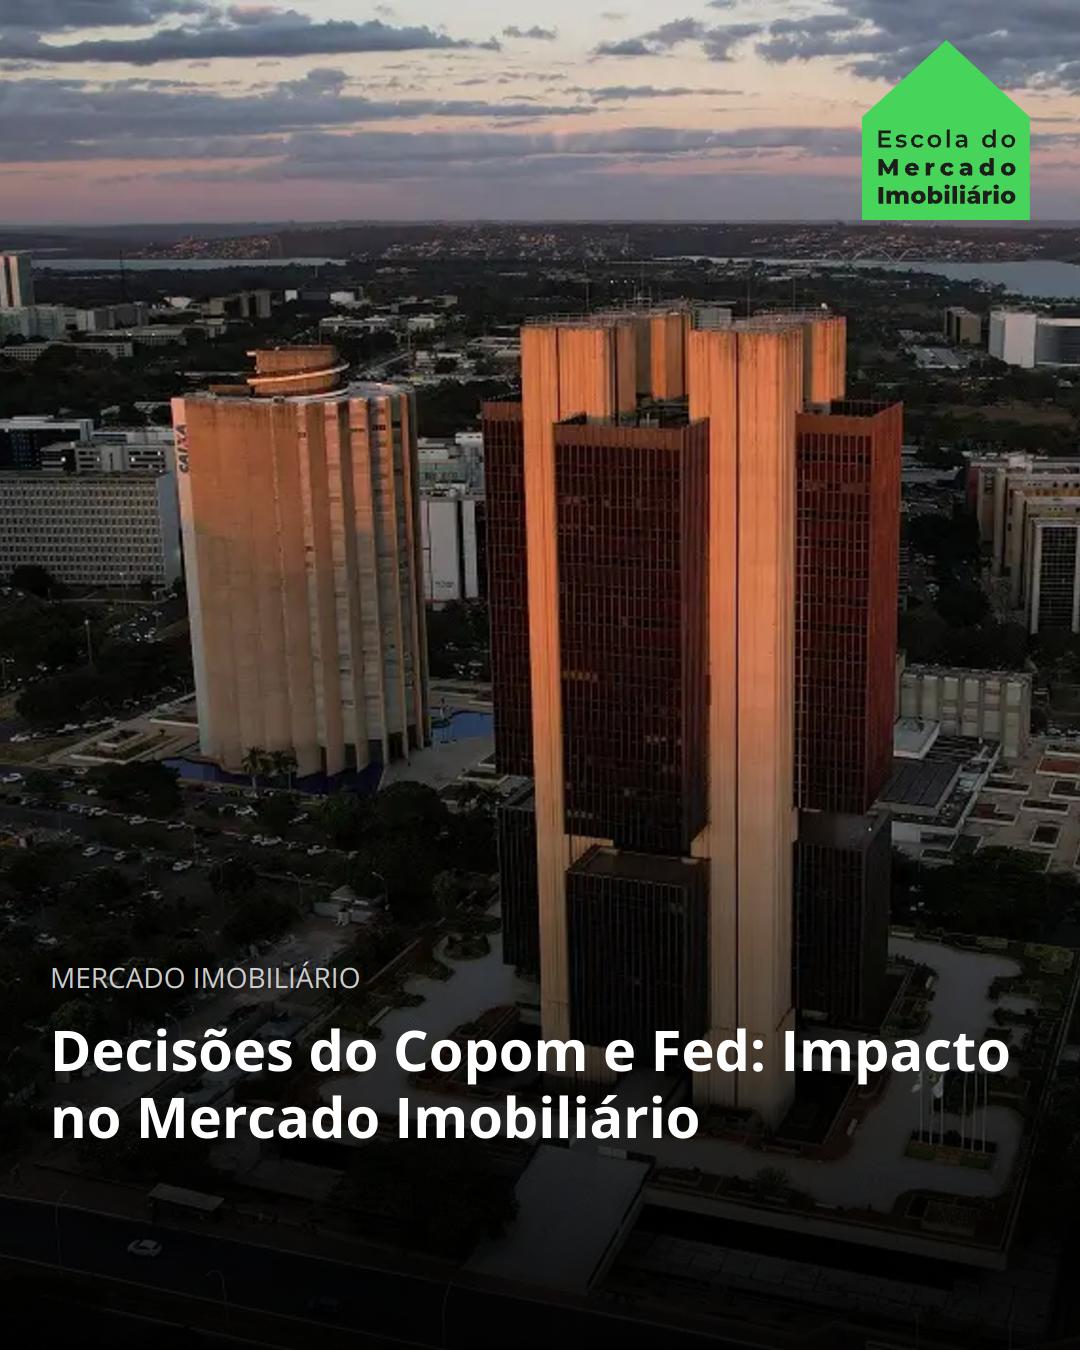 Escola do
Mercado
Imobiliário
CAIXA
MERCADO IMOBILIÁRIO
Decisões do Copom e Fed: Impacto
no Mercado Imobiliário